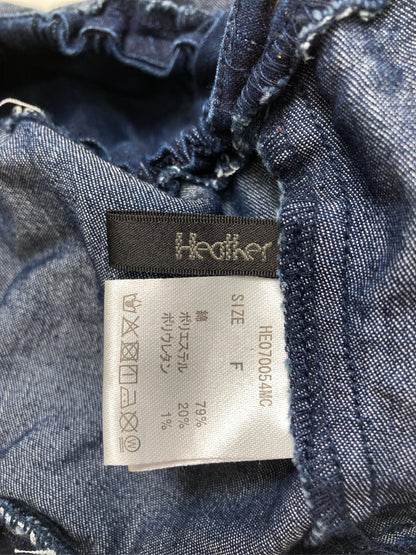 Heather
HE070054MC
SIZE F
綿 79%
ポリエステル 20%
ポリウレタン 1%